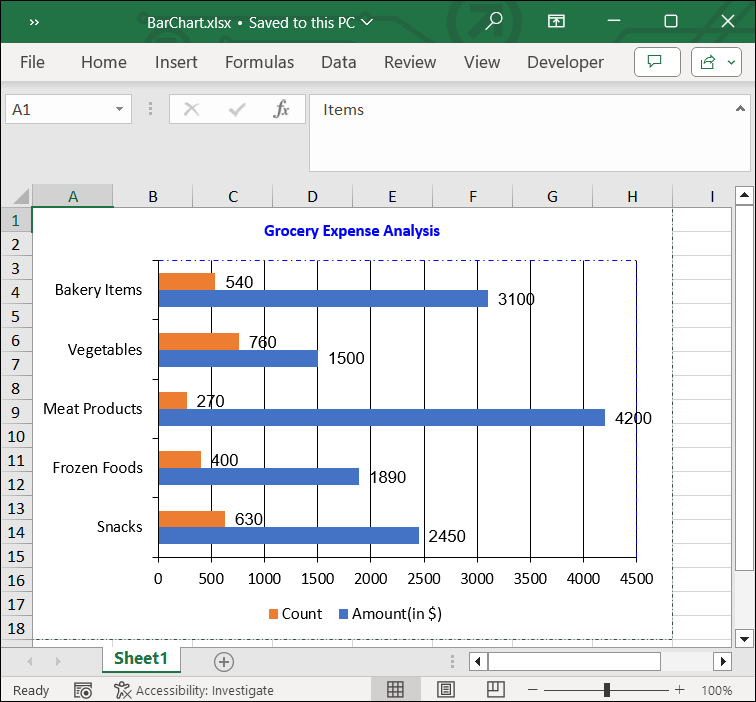 BarChart.xlsx • Saved to this PC
File Home Insert Formulas Data Review View Developer
A1 fx Items
A B C D E F G H I
1
Grocery Expense Analysis
2
3
540
Bakery Items
4
3100
5
6
760
Vegetables
7
1500
8
270
Meat Products
9
4200
10
11
400
Frozen Foods
12
1890
13
630
Snacks
14
2450
15
0 500 1000 1500 2000 2500 3000 3500 4000 4500
16
17
Count Amount(in $)
18
Sheet1
Ready Accessibility: Investigate 100%